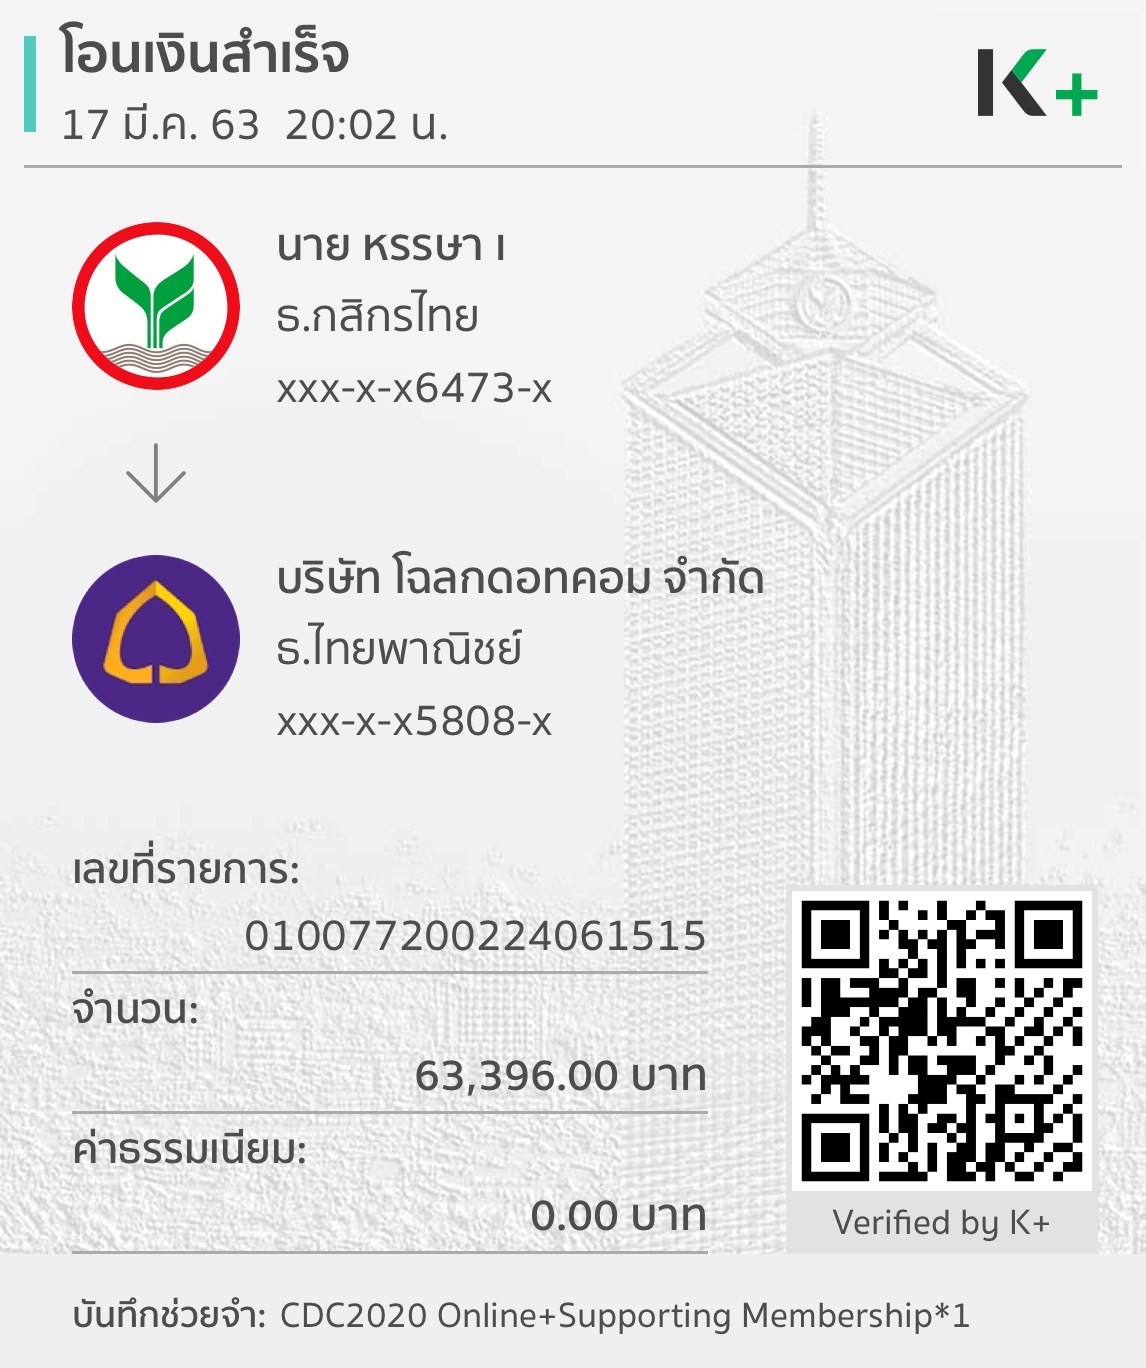 โอนเงินสำเร็จ
17 มี.ค. 63 20:02 น.
K+
นาย หรรษา เ
ธ.กสิกรไทย
xxx-x-x6473-x
บริษัท โฉลกดอทคอม จำกัด
ธ.ไทยพาณิชย์
xxx-x-x5808-x
เลขที่รายการ:
010077200224061515
จำนวน:
63,396.00 บาท
ค่าธรรมเนียม:
0.00 บาท
Verified by K+
บันทึกช่วยจำ: CDC2020 Online+Supporting Membership*1